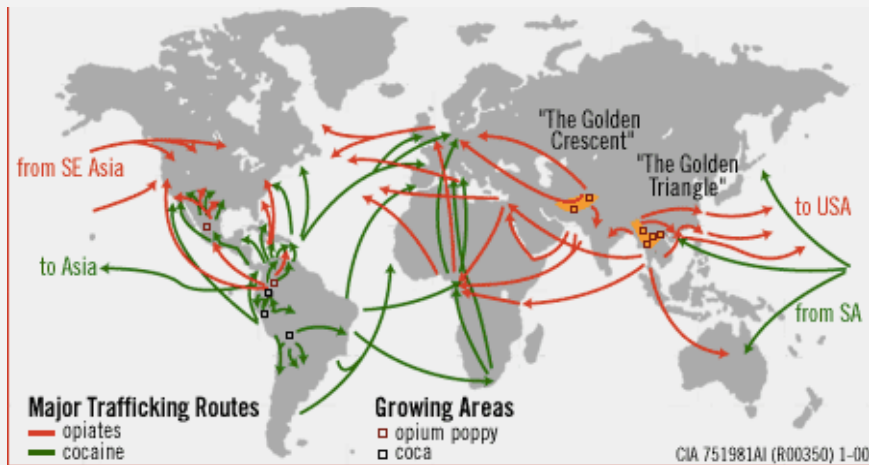 "The Golden
Crescent"
"The Golden
Triangle"
from SE Asia
to USA
to Asia
from SA
Major Trafficking Routes
opiates
cocaine
Growing Areas
opium poppy
coca
CIA 751981AI (R00350) 1-00